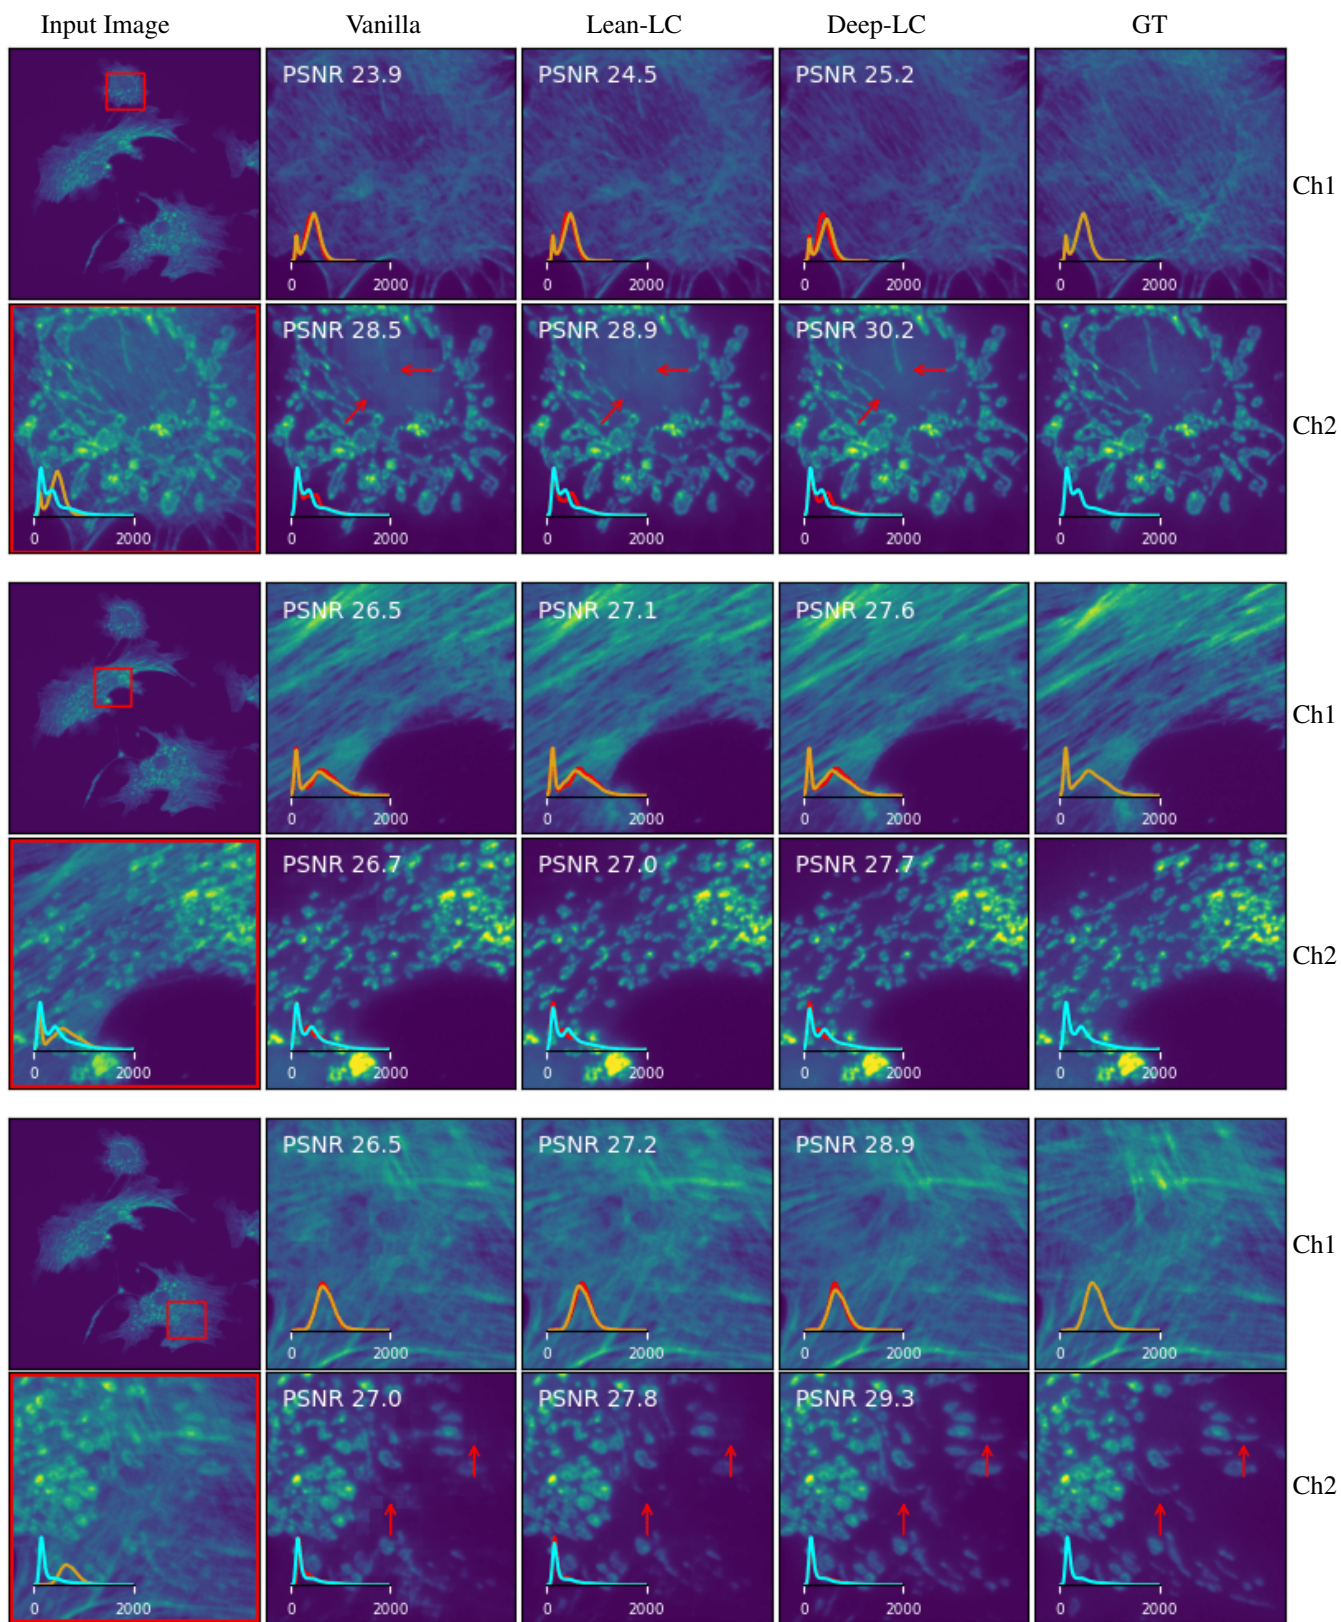 Input Image Vanilla Lean-LC Deep-LC GT
PSNR 23.9 PSNR 24.5 PSNR 25.2
Ch1
0 2000 0 2000 0 2000 0 2000
PSNR 28.5 PSNR 28.9 PSNR 30.2
Ch2
0 2000 0 2000 0 2000 0 2000 0 2000
PSNR 26.5 PSNR 27.1 PSNR 27.6
Ch1
0 2000 0 2000 0 2000 0 2000
PSNR 26.7 PSNR 27.0 PSNR 27.7
Ch2
0 2000 0 2000 0 2000 0 2000 0 2000
PSNR 26.5 PSNR 27.2 PSNR 28.9
Ch1
0 2000 0 2000 0 2000 0 2000
PSNR 27.0 PSNR 27.8 PSNR 29.3
Ch2
0 2000 0 2000 0 2000 0 2000 0 2000